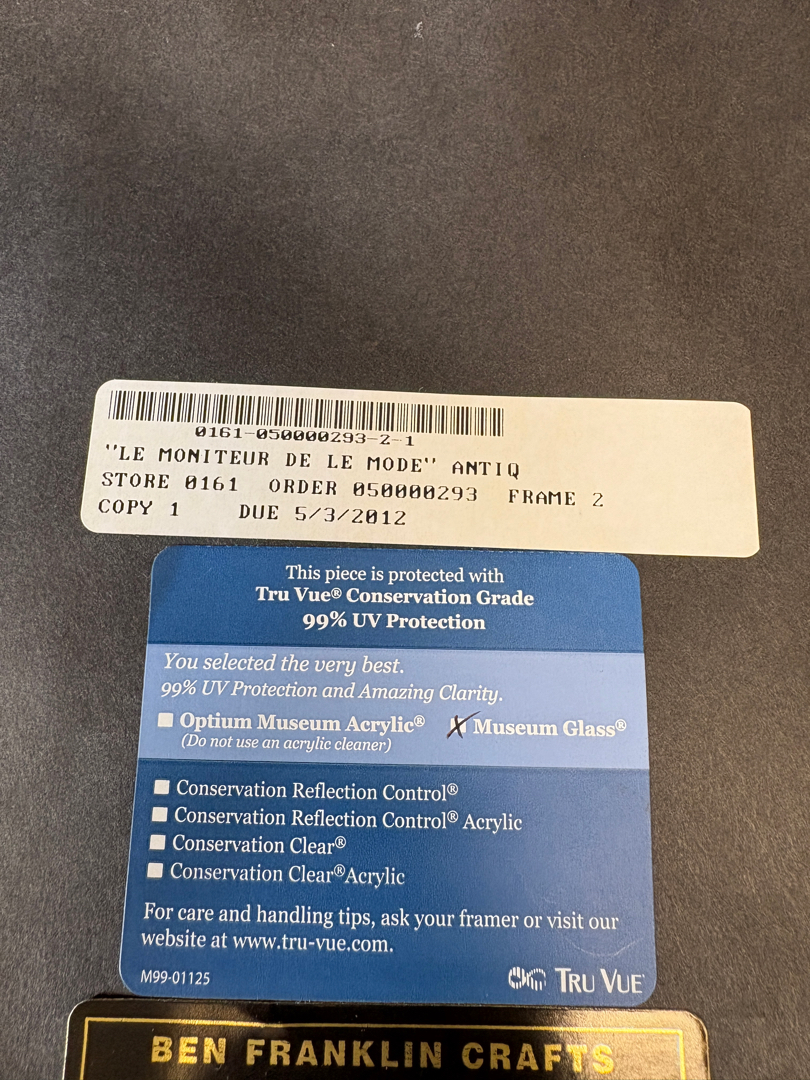 0161-050000293-2-1
"LE MONITEUR DE LE MODE" ANTIQ
STORE 0161 ORDER 050000293 FRAME 2
COPY 1 DUE 5/3/2012
This piece is protected with
Tru Vue® Conservation Grade
99% UV Protection
You selected the very best.
99% UV Protection and Amazing Clarity.
Optium Museum Acrylic® Museum Glass®
(Do not use an acrylic cleaner)
Conservation Reflection Control®
Conservation Reflection Control® Acrylic
Conservation Clear®
Conservation Clear® Acrylic
For care and handling tips, ask your framer or visit our
website at www.tru-vue.com.
M99-01125 TRU VUE®
BEN FRANKLIN CRAFTS